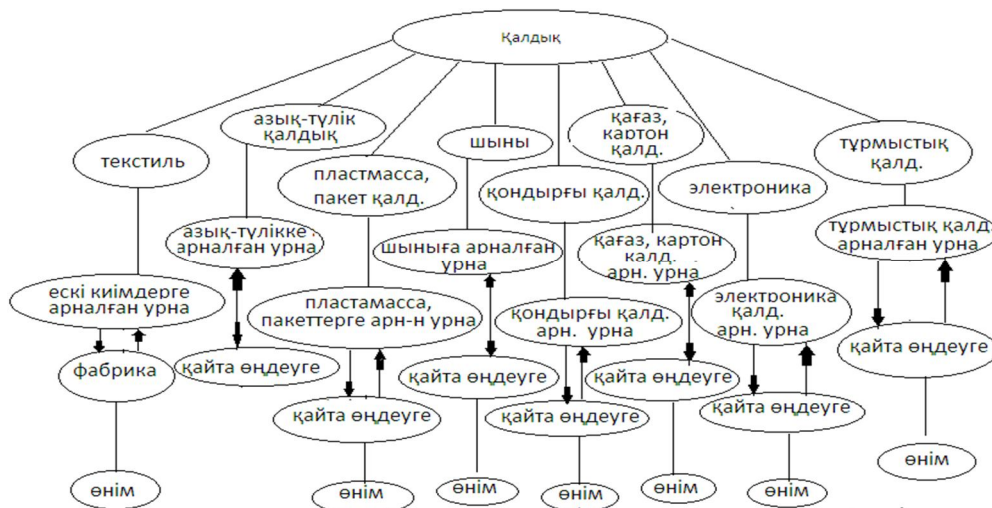 қалдық
азық-түлік
қалдық
қағаз,
картон
қалд.
шыны
текстиль
тұрмыстық
қалд.
пластмасса,
пакет қалд.
қондырғы қалд.
электроника
азық-түлікке
арналған урна
шыныға арналған
урна
қағаз, картон
қалд.
арн. урна
тұрмыстық қалд.
арналған урна
ескі киімдерге
арналған урна
пластамасса,
пакеттерге арн-н урна
қондырғы қалд.
арн. урна
электроника
қалд.
арн. урна
фабрика
қайта өңдеуге
қайта өңдеуге
қайта өңдеуге
қайта өңдеуге
қайта өңдеуге
қайта өңдеуге
қайта өңдеуге
өнім
өнім
өнім
өнім
өнім
өнім
өнім